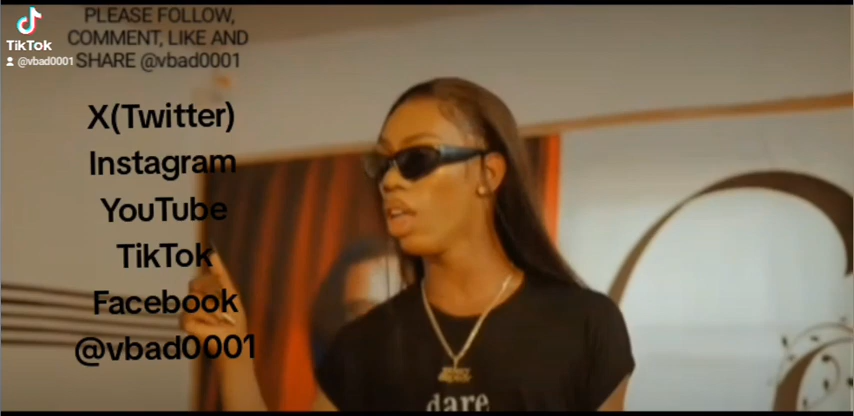 PLEASE FOLLOW,
COMMENT, LIKE AND
SHARE @vbad0001
TikTok
@vbad0001
X(Twitter)
Instagram
YouTube
TikTok
Facebook
@vbad0001
dare